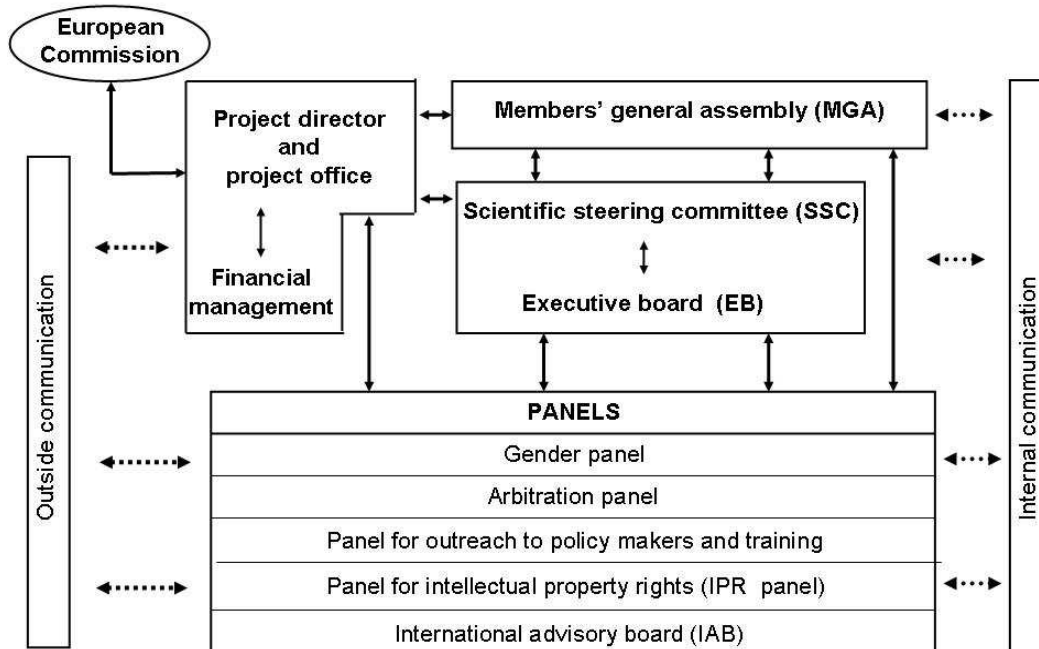 European
Commission
Project director
and
project office
Financial
management
Members' general assembly (MGA)
Scientific steering committee (SSC)
Executive board (EB)
Outside communication
Internal communication
PANELS
Gender panel
Arbitration panel
Panel for outreach to policy makers and training
Panel for intellectual property rights (IPR panel)
International advisory board (IAB)